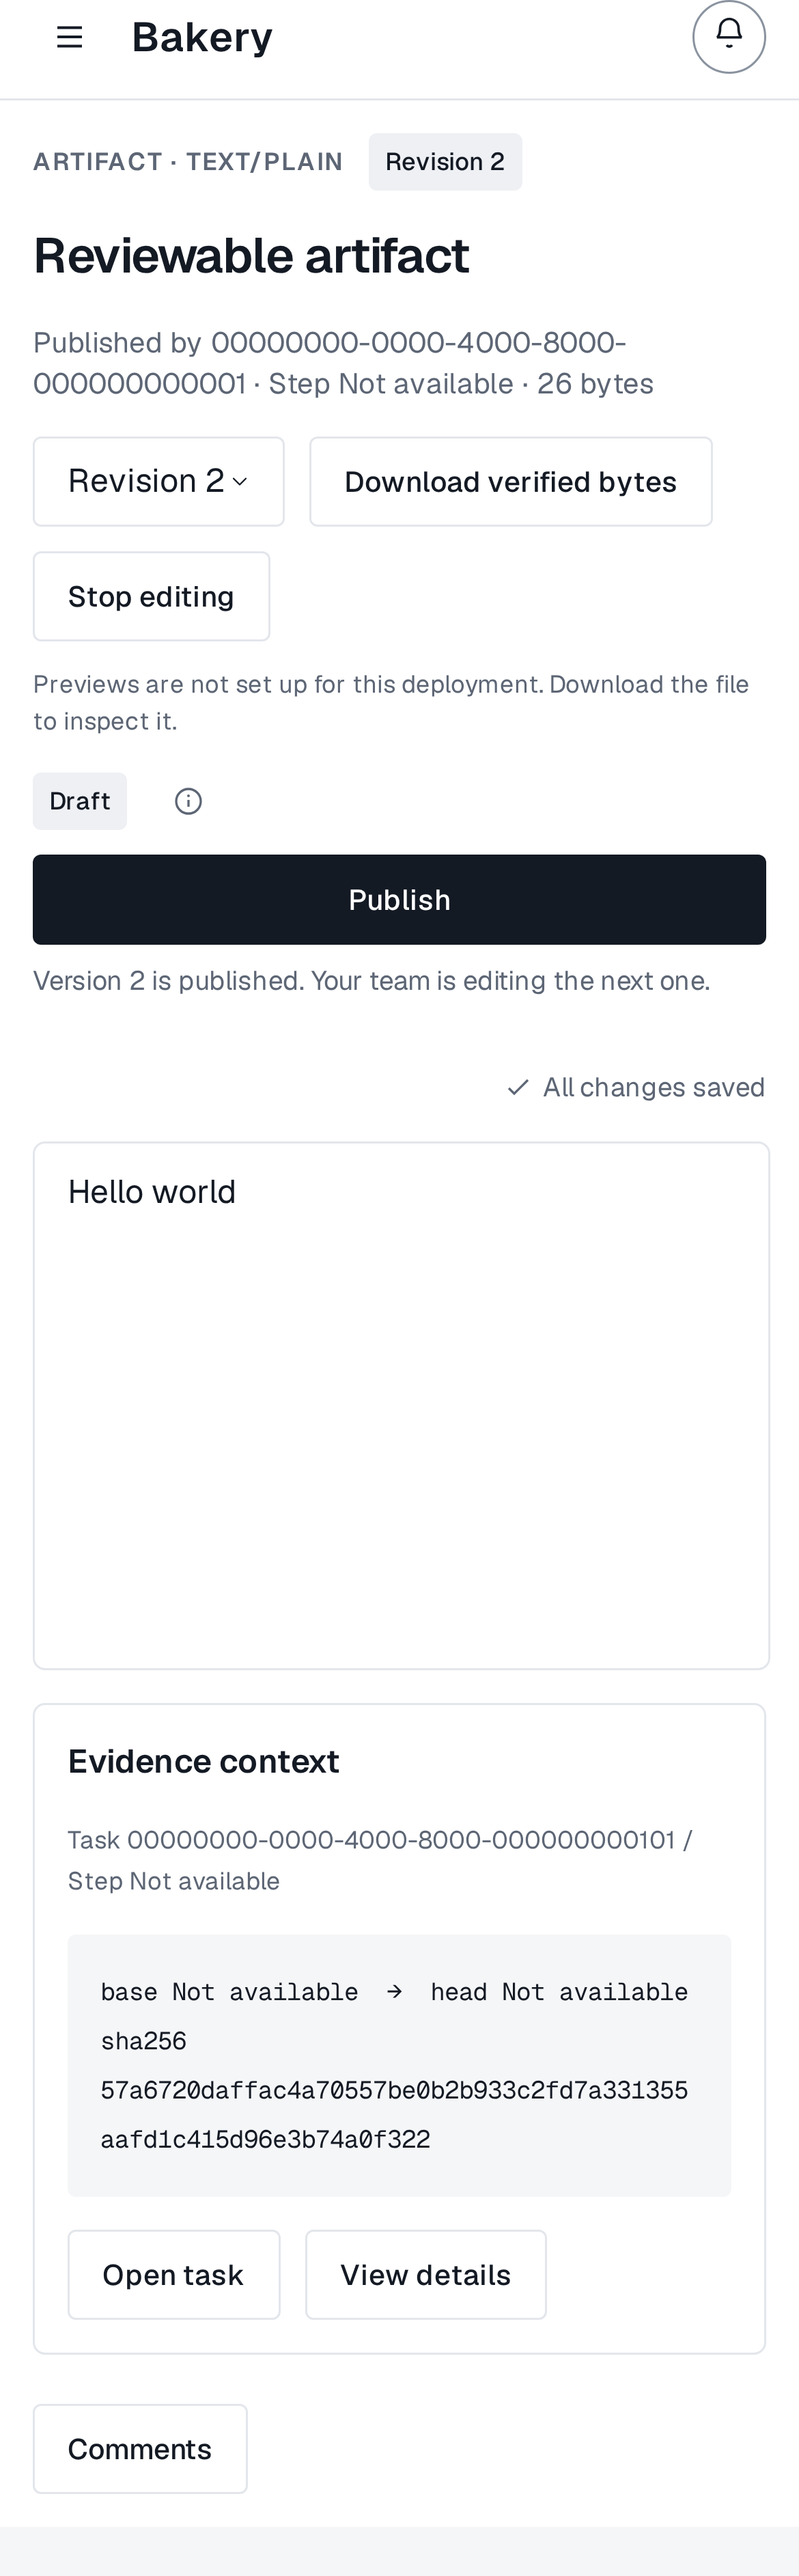 Bakery
ARTIFACT · TEXT/PLAIN
Revision 2
Reviewable artifact
Published by 00000000-0000-4000-8000-
000000000001 · Step Not available · 26 bytes
Revision 2
Download verified bytes
Stop editing
Previews are not set up for this deployment. Download the file
to inspect it.
Draft
Publish
Version 2 is published. Your team is editing the next one.
All changes saved
Hello world
Evidence context
Task 00000000-0000-4000-8000-000000000101 /
Step Not available
base Not available → head Not available
sha256
57a6720daffac4a70557be0b2b933c2fd7a331355
aafd1c415d96e3b74a0f322
Open task
View details
Comments